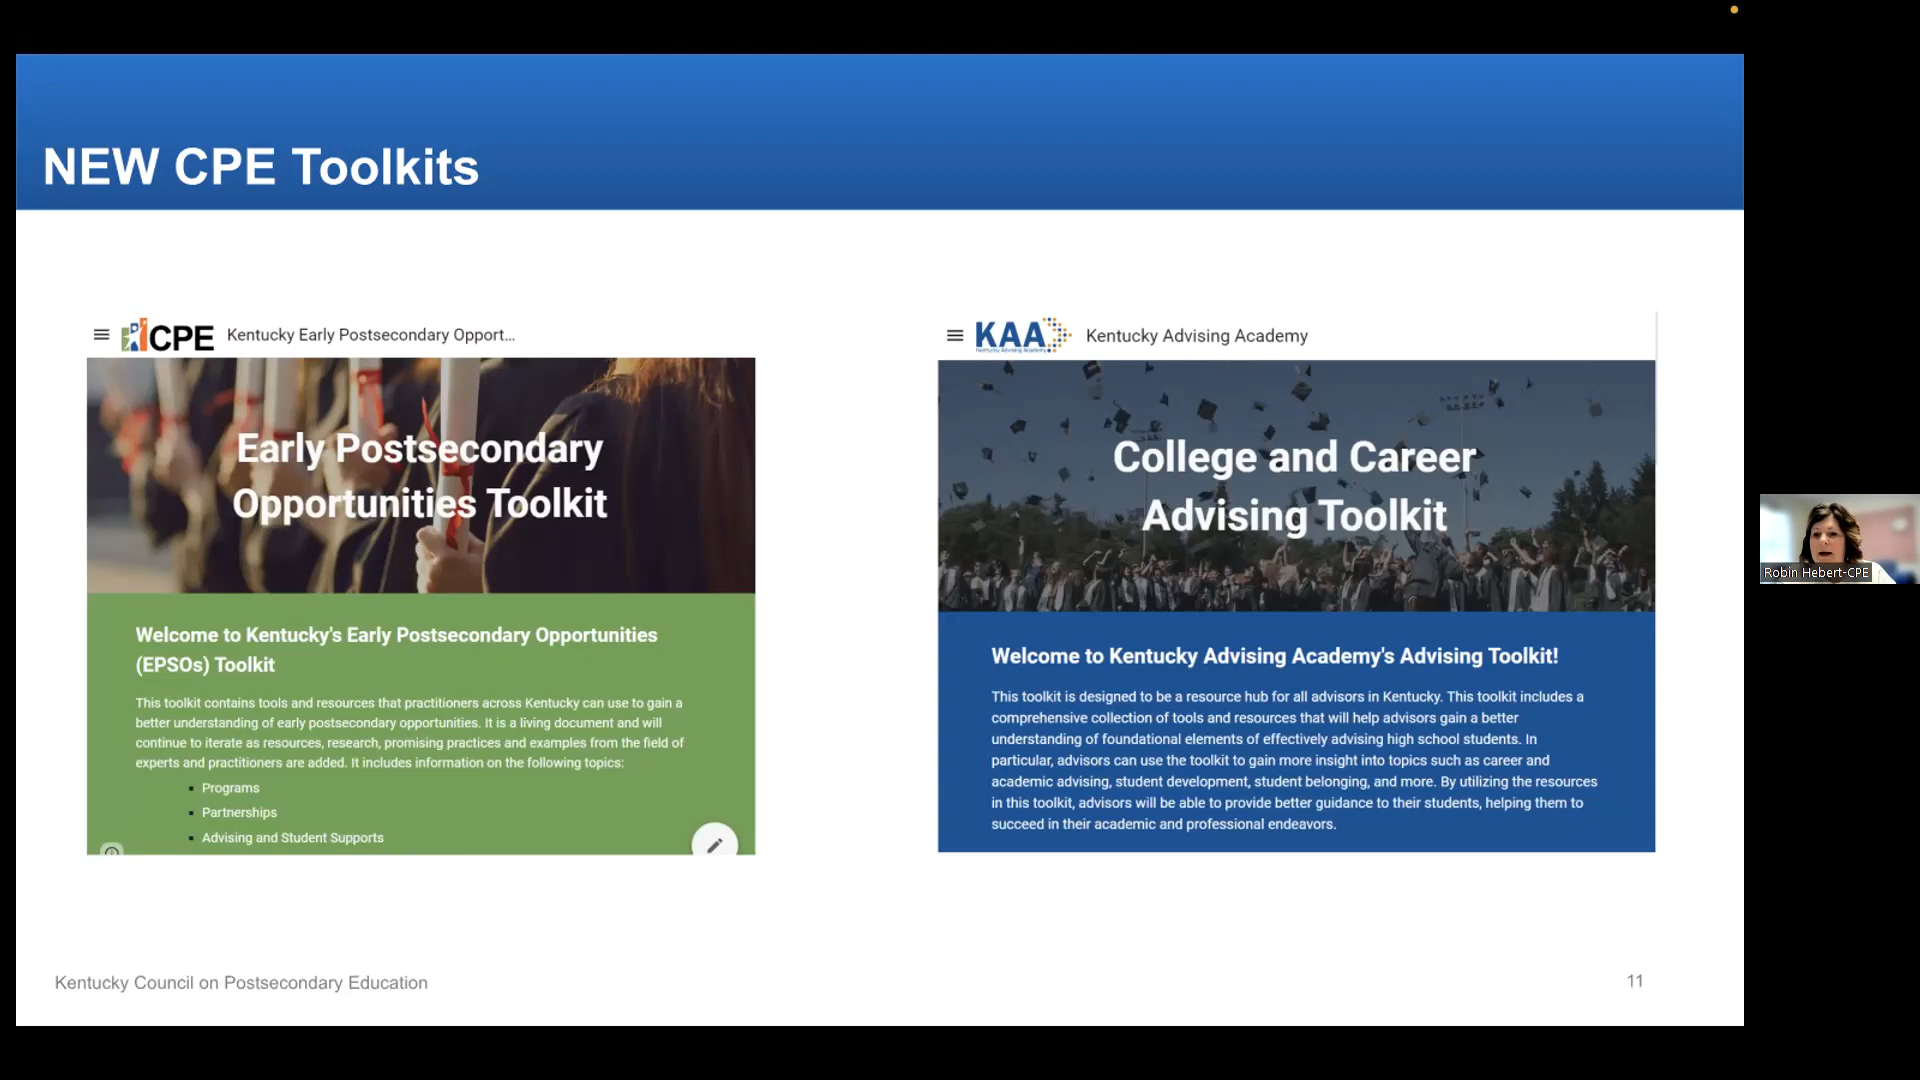 NEW CPE Toolkits
CPE
Kentucky Early Postsecondary Opport...
Early Postsecondary
Opportunities Toolkit
Welcome to Kentucky's Early Postsecondary Opportunities
(EPSOs) Toolkit
This toolkit contains tools and resources that practitioners across Kentucky can use to gain a
better understanding of early postsecondary opportunities. It is a living document and will
continue to iterate as resources, research, promising practices and examples from the field of
experts and practitioners are added. It includes information on the following topics:
▪ Programs
▪ Partnerships
▪ Advising and Student Supports
KAA
Kentucky Advising Academy
Kentucky Advising Academy
College and Career
Advising Toolkit
Welcome to Kentucky Advising Academy's Advising Toolkit!
This toolkit is designed to be a resource hub for all advisors in Kentucky. This toolkit includes a
comprehensive collection of tools and resources that will help advisors gain a better
understanding of foundational elements of effectively advising high school students. In
particular, advisors can use the toolkit to gain more insight into topics such as career and
academic advising, student development, student belonging, and more. By utilizing the resources
in this toolkit, advisors will be able to provide better guidance to their students, helping them to
succeed in their academic and professional endeavors.
Robin Hebert-CPE
Kentucky Council on Postsecondary Education
11